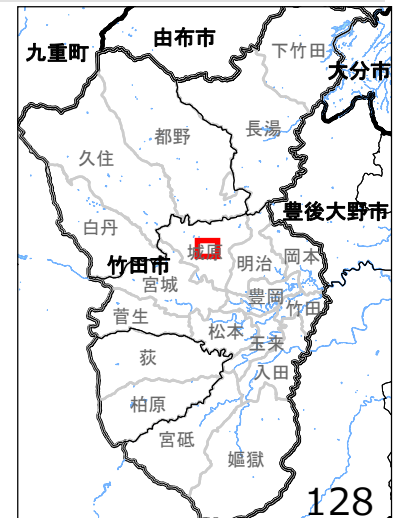 由布市
九重町
下竹田
大分市
都野
長湯
久住
豊後大野市
白丹
城原
明治
岡本
竹田市
宮城
豊岡
竹田
菅生
松本
玉来
荻
入田
柏原
宮砥
嫗獄
128